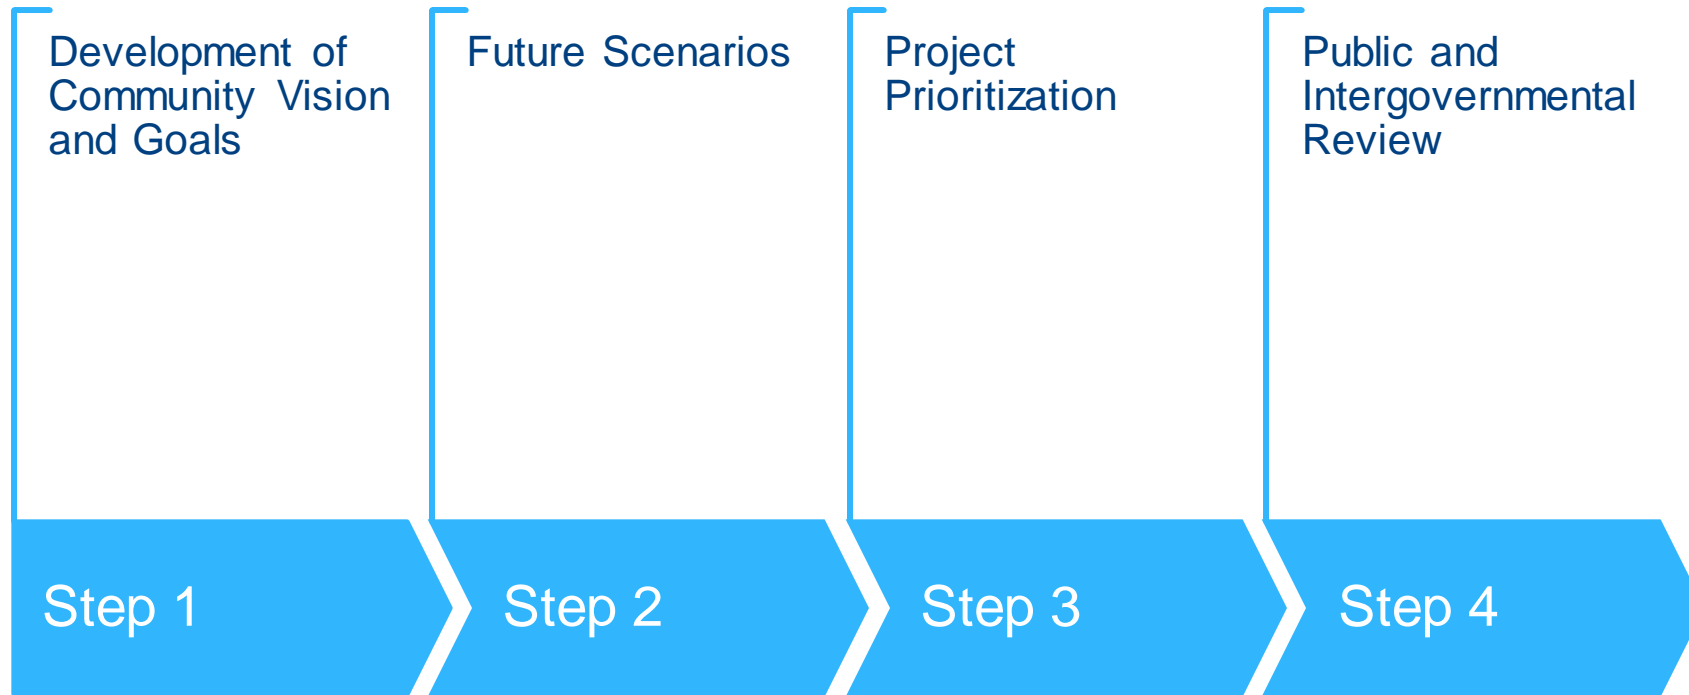 Development of
Community Vision
and Goals
Future Scenarios
Project
Prioritization
Public and
Intergovernmental
Review
Step 1
Step 2
Step 3
Step 4